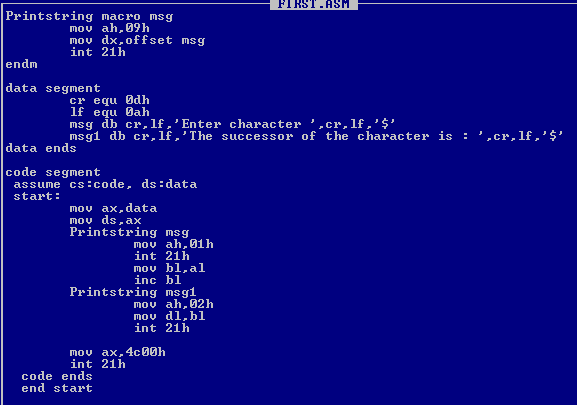 FIRST.ASM
Printstring macro msg
mov ah,09h
mov dx,offset msg
int 21h
endm
data segment
cr equ 0dh
lf equ 0ah
msg db cr,lf,'Enter character ',cr,lf,'$'
msg1 db cr,lf,'The successor of the character is : ',cr,lf,'$'
data ends
code segment
assume cs:code, ds:data
start:
mov ax,data
mov ds,ax
Printstring msg
mov ah,01h
int 21h
mov bl,al
inc bl
Printstring msg1
mov ah,02h
mov dl,bl
int 21h
mov ax,4c00h
int 21h
code ends
end start